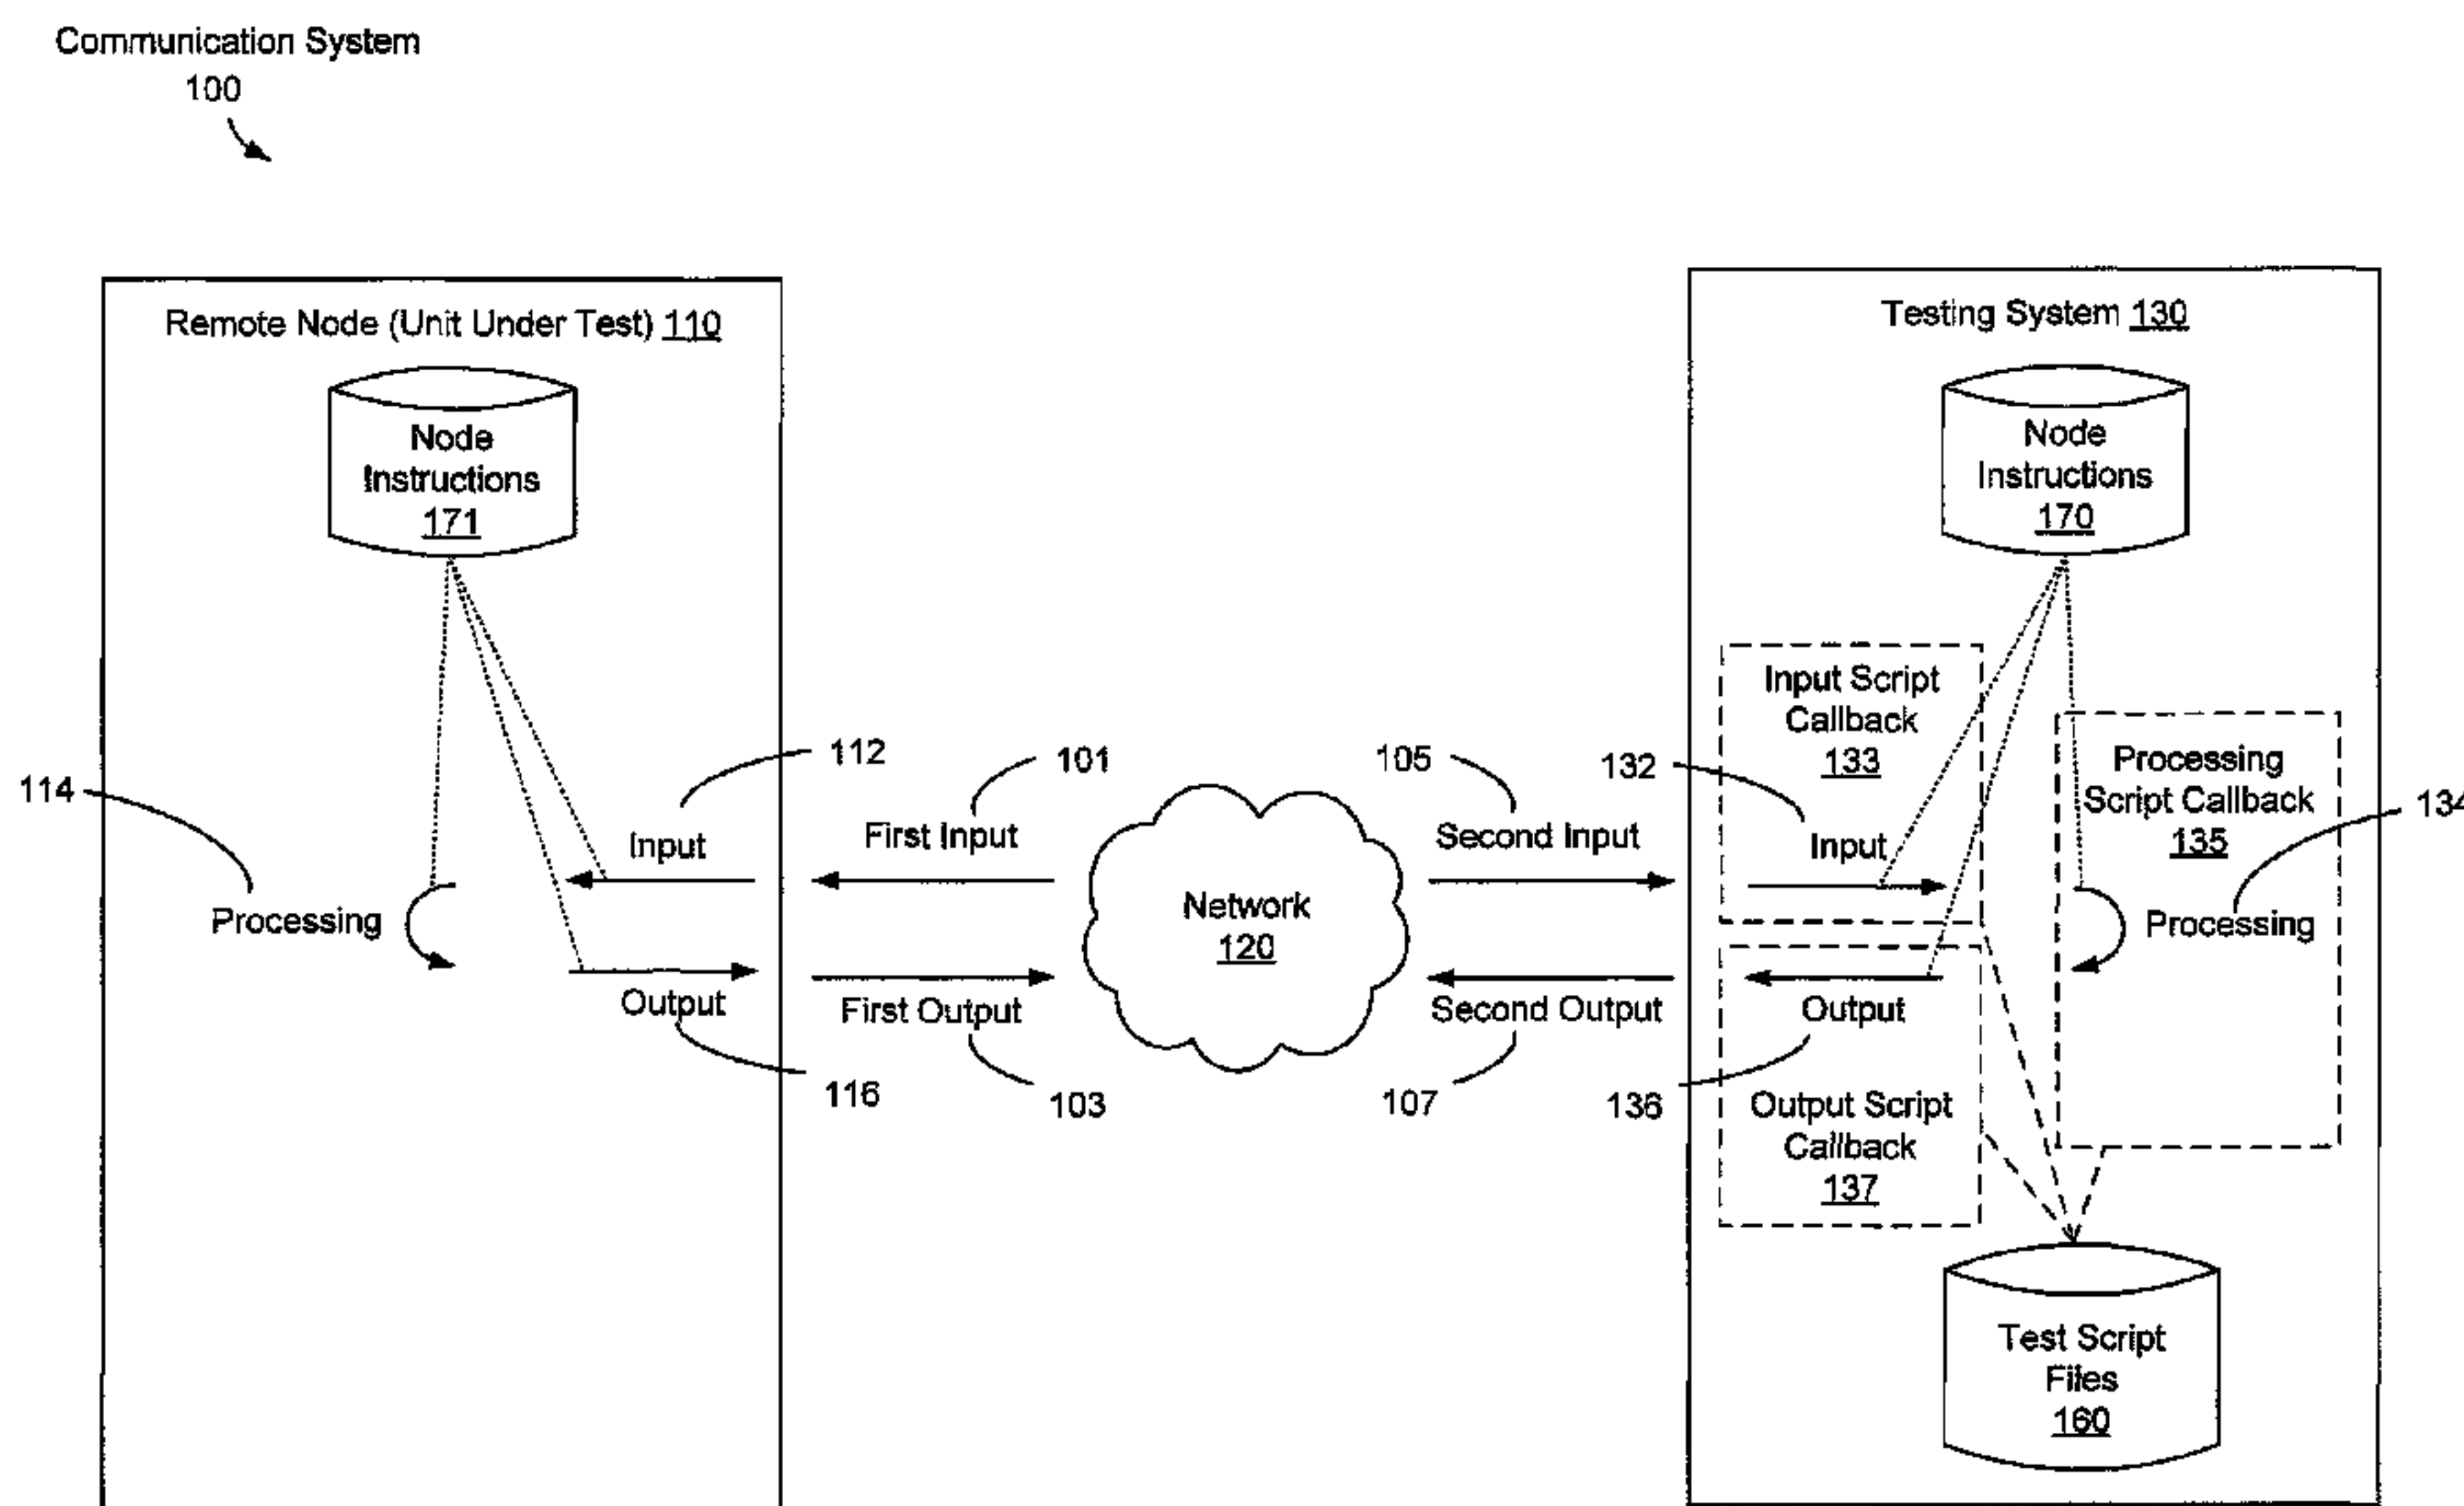 Communication System
100
Remote Node (Unit Under Test) 110
Node
Instructions
171
114
Processing
112
Input
Output
116
101
First Input
First Output
103
Network
120
105
Second Input
Second Output
107
Testing System 130
Node
Instructions
170
Input Script
Callback
133
132
Input
Processing
Script Callback
135
134
Processing
Output
136
Output Script
Callback
137
Test Script
Files
160